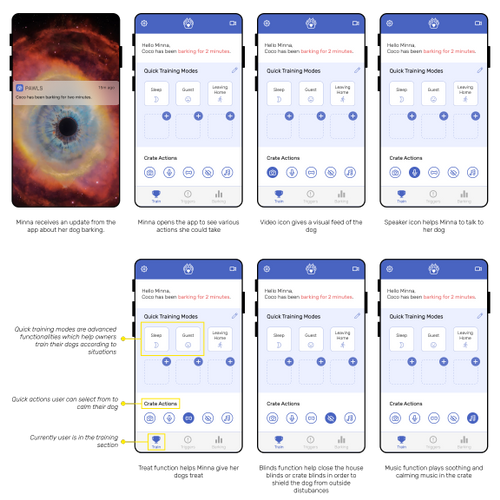 PAWLS
14m ago
Coco has been barking for two minutes.
Minna receives an update from the
app about her dog barking.
Hello Minna,
Coco has been barking for 2 minutes.
Quick Training Modes
Sleep
Guest
Leaving
Home
Crate Actions
Train
Triggers
Ranking
Minna opens the app to see various
actions she could take
Hello Minna,
Coco has been barking for 2 minutes.
Quick Training Modes
Sleep
Guest
Leaving
Home
Crate Actions
Train
Triggers
Ranking
Video icon gives a visual feed of the
dog
Hello Minna,
Coco has been barking for 2 minutes.
Quick Training Modes
Sleep
Guest
Leaving
Home
Crate Actions
Train
Triggers
Ranking
Speaker icon helps Minna to talk to
her dog
Quick training modes are advanced
functionalities which help owners
train their dogs according to
situations
Quick actions user can select from to
calm their dog
Currently user is in the training
section
Hello Minna,
Coco has been barking for 2 minutes.
Quick Training Modes
Sleep
Guest
Leaving
Home
Crate Actions
Train
Triggers
Ranking
Treat function helps Minna give her
dogs treat
Hello Minna,
Coco has been barking for 2 minutes.
Quick Training Modes
Sleep
Guest
Leaving
Home
Crate Actions
Train
Triggers
Ranking
Blinds function help close the house
blinds or crate blinds in order to
shield the dog from outside
distubances
Hello Minna,
Coco has been barking for 2 minutes.
Quick Training Modes
Sleep
Guest
Leaving
Home
Crate Actions
Train
Triggers
Ranking
Music function plays soothing and
calming music in the crate